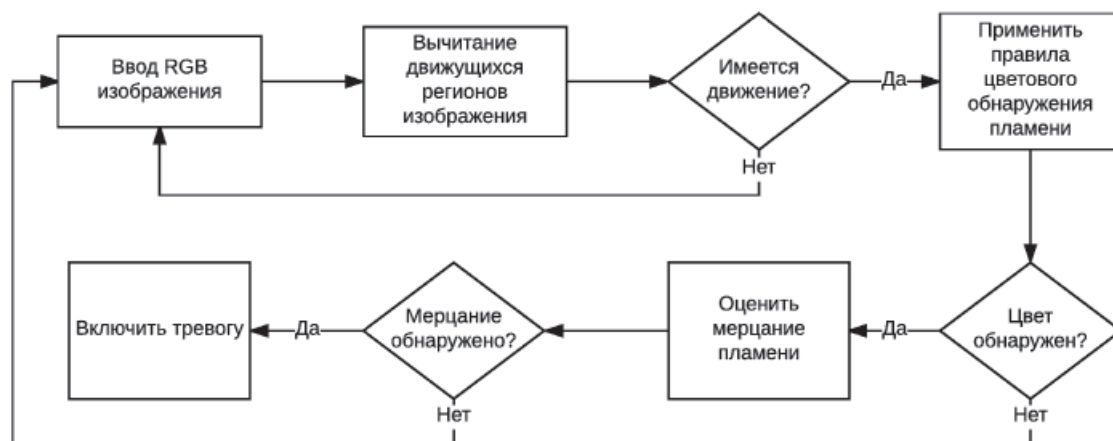 Ввод RGB
изображения
Вычитание
движущихся
регионов
изображения
Имеется
движение?
Да
Применить
правила
цветового
обнаружения
пламени
Нет
Включить тревогу
Да
Мерцание
обнаружено?
Оценить
мерцание
пламени
Да
Цвет
обнаружен?
Нет
Нет